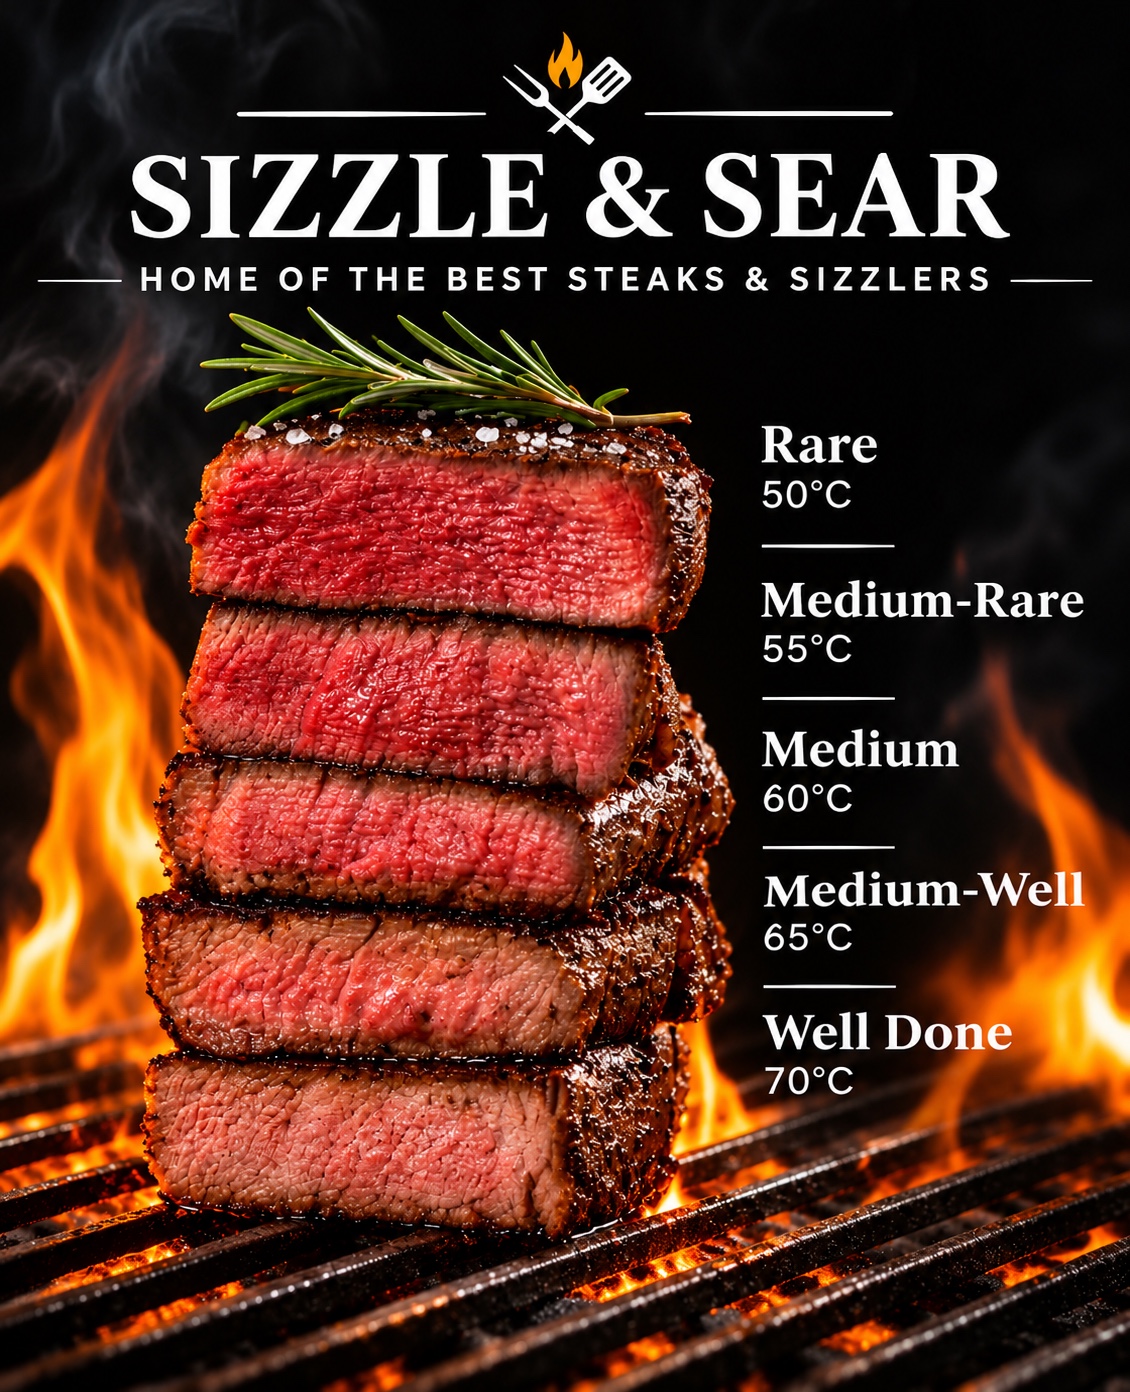 SIZZLE & SEAR
HOME OF THE BEST STEAKS & SIZZLERS
Rare
50°C
Medium-Rare
55°C
Medium
60°C
Medium-Well
65°C
Well Done
70°C